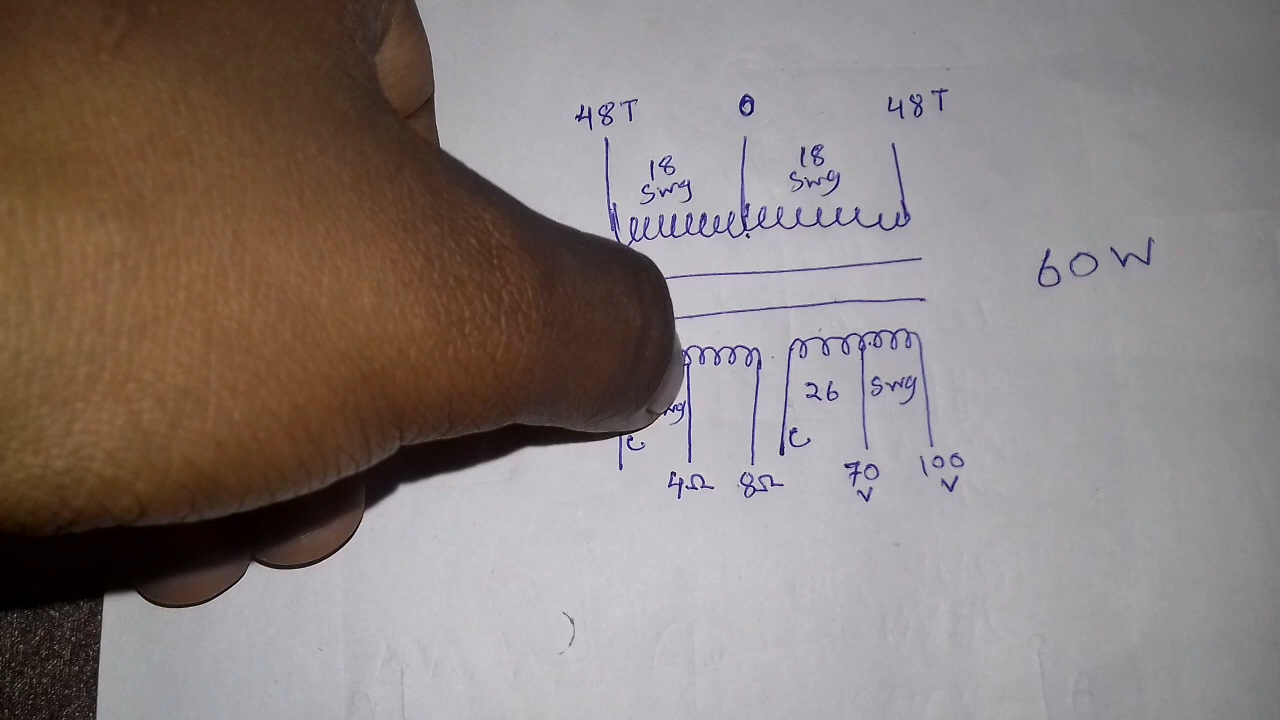 48T 0 48T
18 18
swg swg
60W
26 swg
C C
4Ω 8Ω 70 100
V V